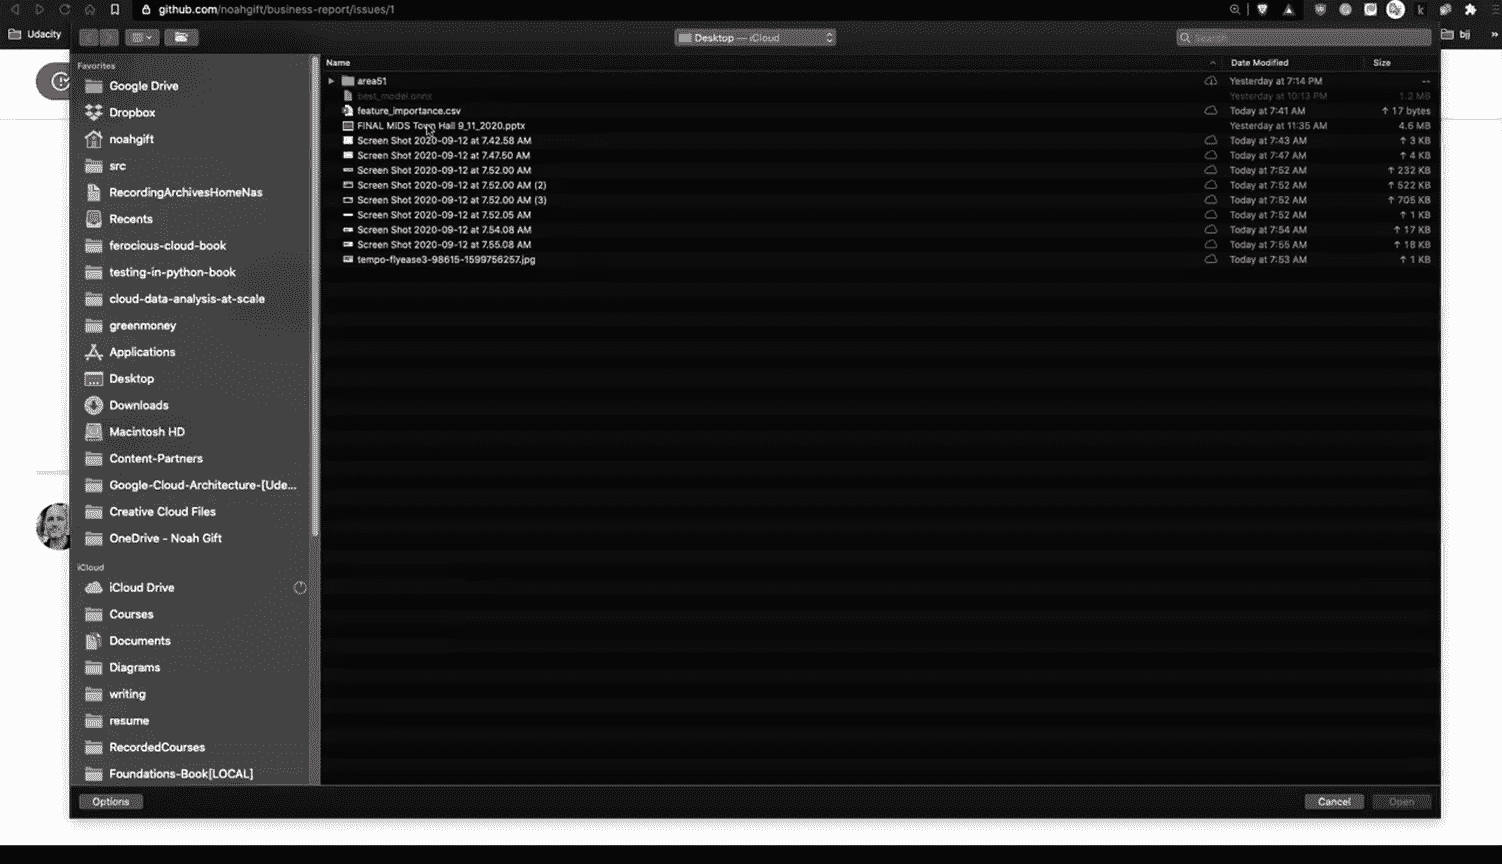 github.com/noahgift/business-report/issues/1
Udacity
Desktop — iCloud
Search
bij
»
Favorites
Google Drive
Dropbox
noahgift
src
RecordingArchivesHomeNas
Recents
ferocious-cloud-book
testing-in-python-book
cloud-data-analysis-at-scale
greenmoney
Applications
Desktop
Downloads
Macintosh HD
Content-Partners
Google-Cloud-Architecture-[Ude...
Creative Cloud Files
OneDrive - Noah Gift
iCloud
iCloud Drive
Courses
Documents
Diagrams
writing
resume
RecordedCourses
Foundations-Book[LOCAL]
Name Date Modified Size
area51 Yesterday at 7:14 PM --
best_model.onnx Yesterday at 10:13 PM 1.2 MB
feature_importance.csv Today at 7:41 AM ↑ 17 bytes
FINAL MIDS Town Hall 9_11_2020.pptx Yesterday at 11:35 AM 4.6 MB
Screen Shot 2020-09-12 at 7.42.58 AM Today at 7:43 AM ↑ 3 KB
Screen Shot 2020-09-12 at 7.47.50 AM Today at 7:47 AM ↑ 4 KB
Screen Shot 2020-09-12 at 7.52.00 AM Today at 7:52 AM ↑ 232 KB
Screen Shot 2020-09-12 at 7.52.00 AM (2) Today at 7:52 AM ↑ 522 KB
Screen Shot 2020-09-12 at 7.52.00 AM (3) Today at 7:52 AM ↑ 705 KB
Screen Shot 2020-09-12 at 7.52.05 AM Today at 7:52 AM ↑ 1 KB
Screen Shot 2020-09-12 at 7.54.08 AM Today at 7:54 AM ↑ 17 KB
Screen Shot 2020-09-12 at 7.55.08 AM Today at 7:55 AM ↑ 18 KB
tempo-flyease3-98615-1599756257.jpg Today at 7:53 AM ↑ 1 KB
Options
Cancel
Open